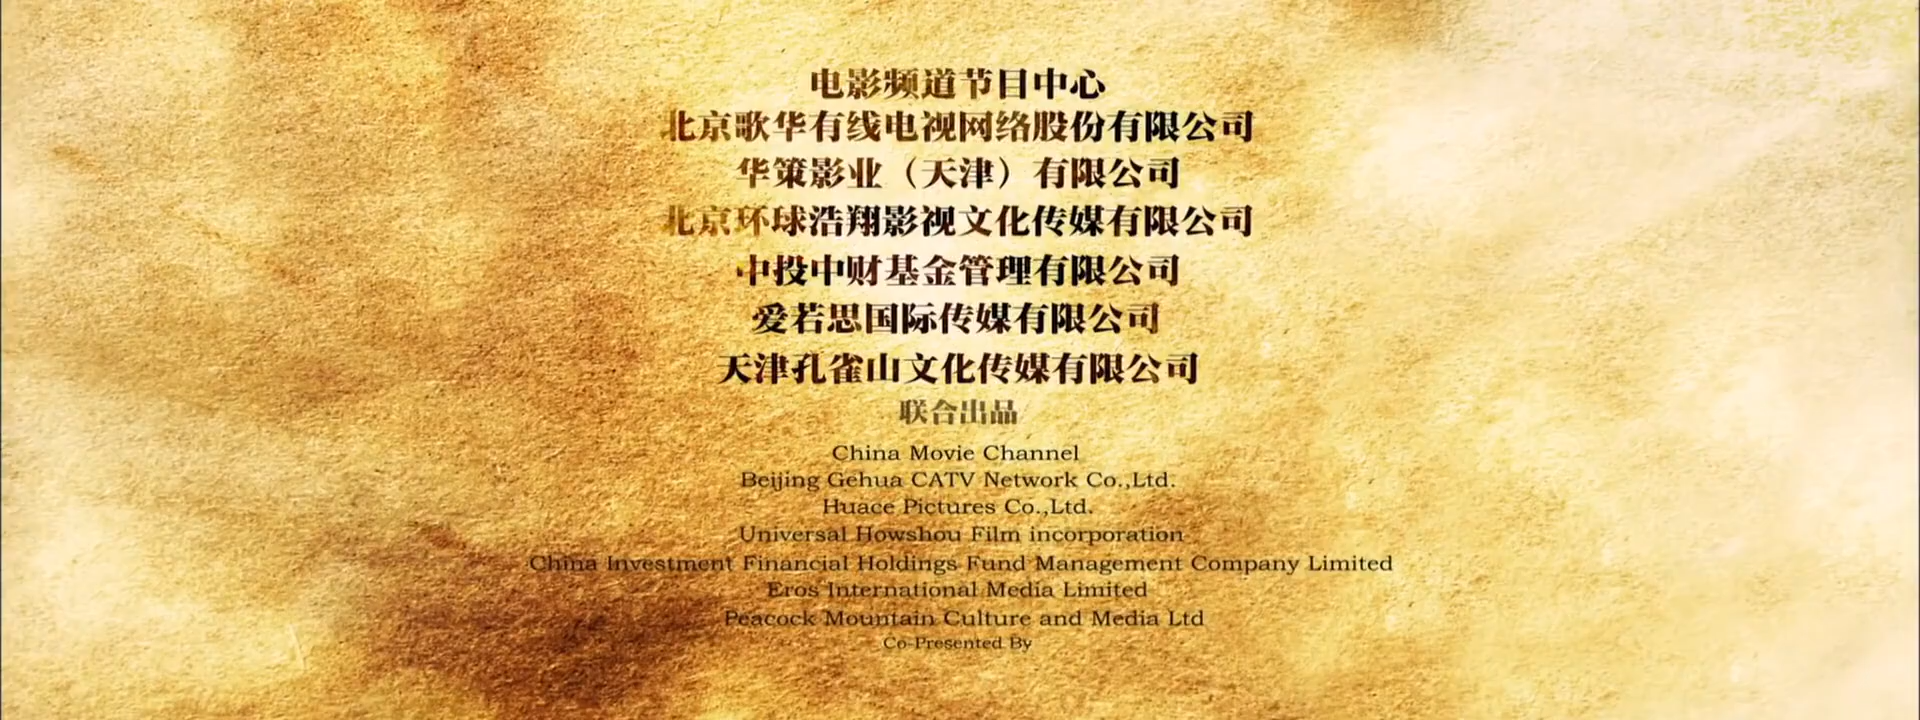 电影频道节目中心
北京歌华有线电视网络股份有限公司
华策影业（天津）有限公司
北京环球浩翔影视文化传媒有限公司
中投中财基金管理有限公司
爱若思国际传媒有限公司
天津孔雀山文化传媒有限公司
联合出品
China Movie Channel
Beijing Gehua CATV Network Co.,Ltd.
Huace Pictures Co.,Ltd.
Universal Howshou Film incorporation
China Investment Financial Holdings Fund Management Company Limited
Eros International Media Limited
Peacock Mountain Culture and Media Ltd
Co-Presented By